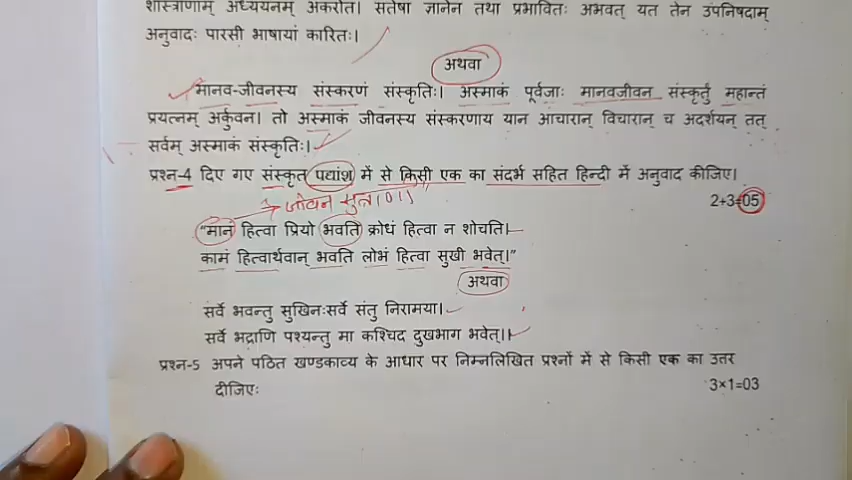 शास्त्राणाम् अध्ययनम् अकरोत्। सतेषां ज्ञानेन तथा प्रभावितः अभवत् यत तेन उपनिषदाम्
अनुवादः पारसी भाषायां कारितः।
अथवा
मानव-जीवनस्य संस्करणं संस्कृतिः। अस्माकं पूर्वजाः मानवजीवन संस्कृर्तुं महान्तं
प्रयत्नम् अर्कुवन। तो अस्माकं जीवनस्य संस्करणाय यान आचारान् विचारान् च अदर्शयन् तत्
सर्वम् अस्माकं संस्कृतिः।
प्रश्न-4 दिए गए संस्कृत पद्यांश में से किसी एक का संदर्भ सहित हिन्दी में अनुवाद कीजिए।
2+3=05
जीवन सूत्र
"मानं हित्वा प्रियो भवति क्रोधं हित्वा न शोचति।
कामं हित्वार्थवान् भवति लोभं हित्वा सुखी भवेत्।"
अथवा
सर्वे भवन्तु सुखिनःसर्वे संतु निरामया।
सर्वे भद्राणि पश्यन्तु मा कश्चिद दुखभाग भवेत्।
प्रश्न-5 अपने पठित खण्डकाव्य के आधार पर निम्नलिखित प्रश्नों में से किसी एक का उत्तर
दीजिएः
3×1=03